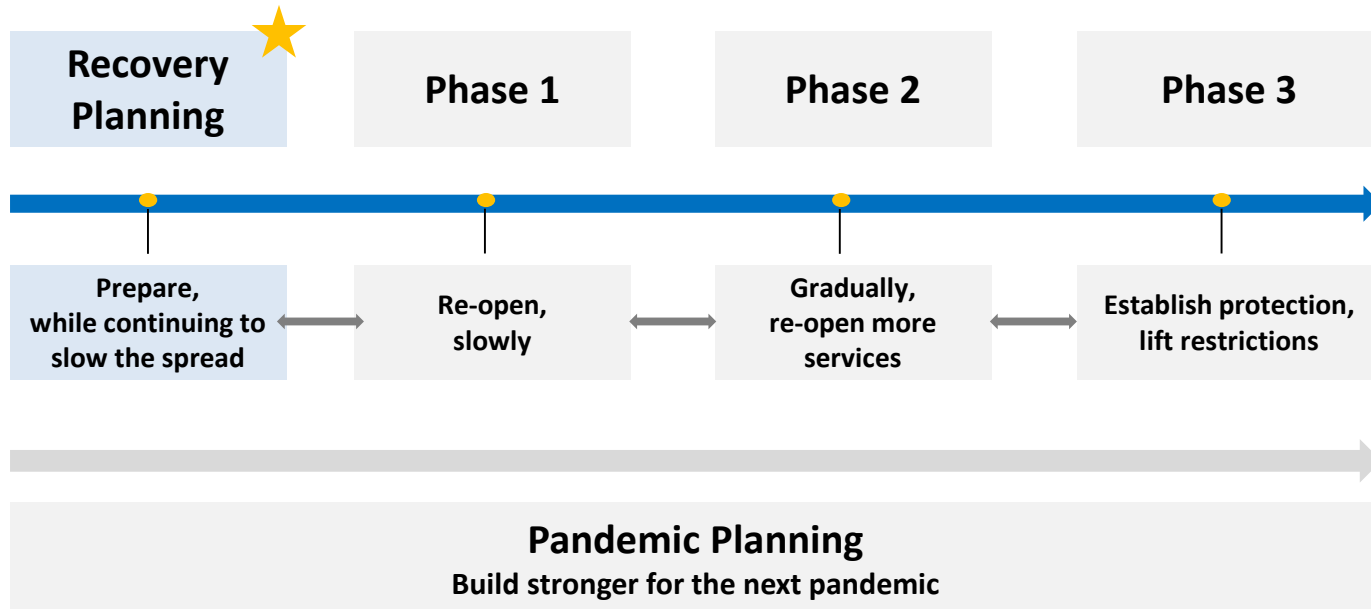 Recovery
Planning
Phase 1
Phase 2
Phase 3
Prepare,
while continuing to
slow the spread
Re-open,
slowly
Gradually,
re-open more
services
Establish protection,
lift restrictions
Pandemic Planning
Build stronger for the next pandemic